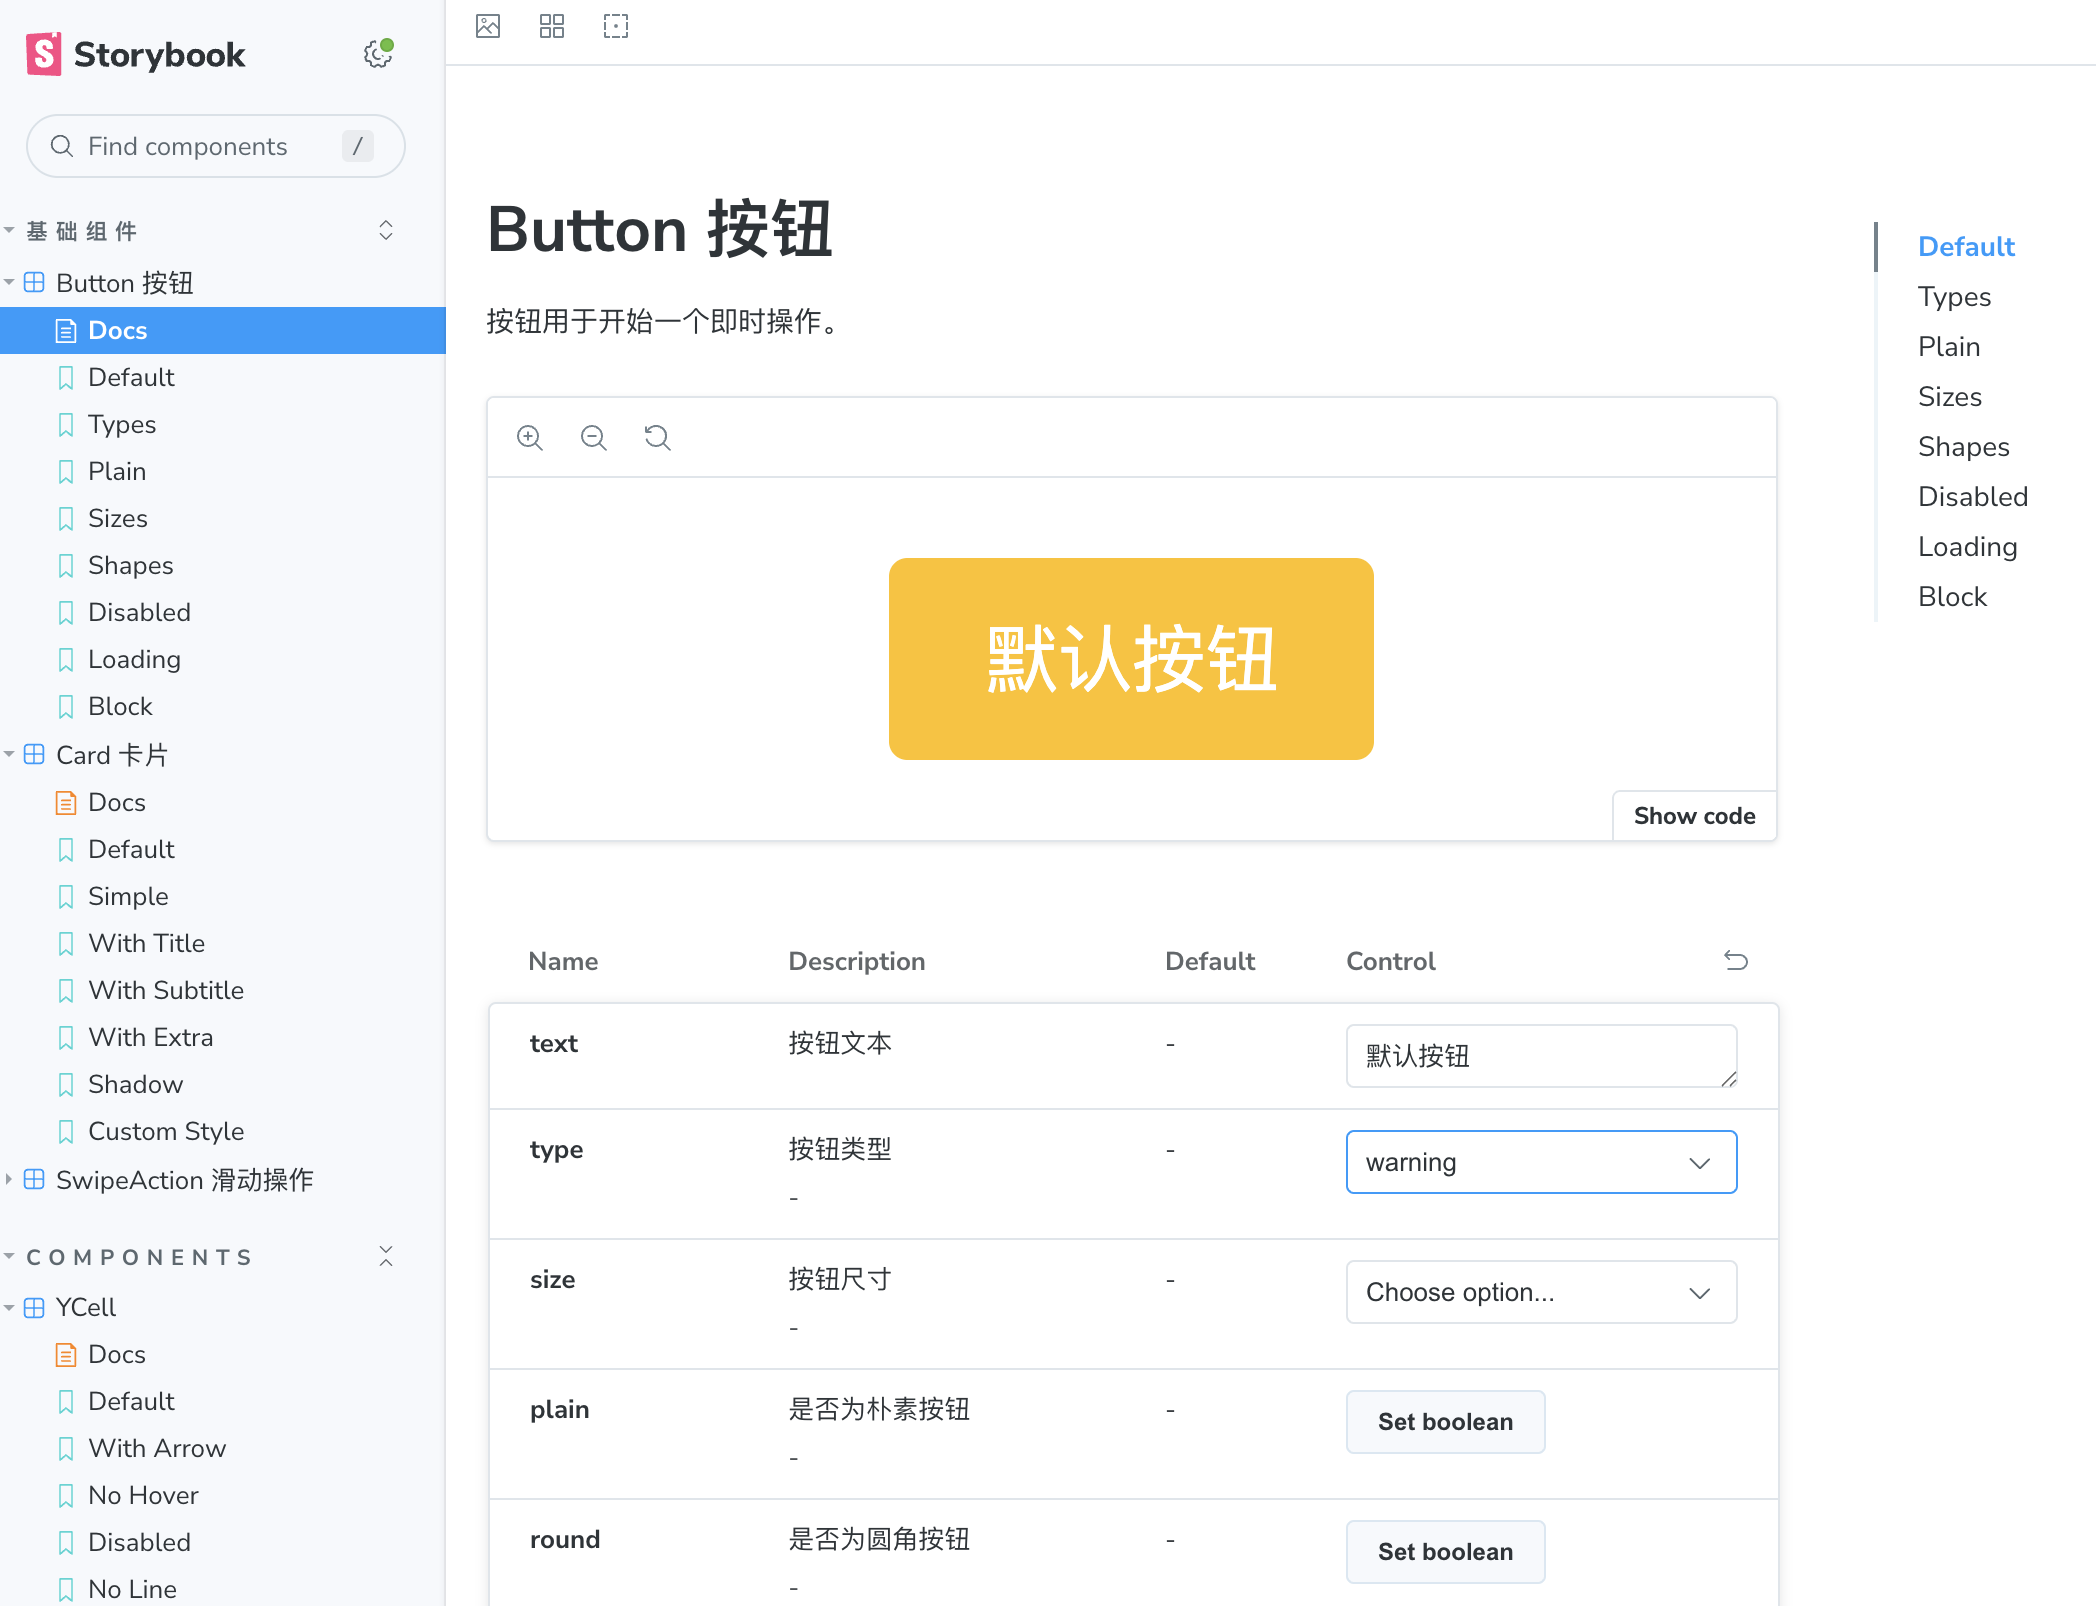 Storybook
Find components /
基础组件
Button 按钮
Docs
Default
Types
Plain
Sizes
Shapes
Disabled
Loading
Block
Card 卡片
Docs
Default
Simple
With Title
With Subtitle
With Extra
Shadow
Custom Style
SwipeAction 滑动操作
COMPONENTS
YCell
Docs
Default
With Arrow
No Hover
Disabled
No Line
Button 按钮
按钮用于开始一个即时操作。
默认按钮
Show code
Name Description Default Control
text 按钮文本 - 默认按钮
type 按钮类型 - warning
-
size 按钮尺寸 - Choose option...
-
plain 是否为朴素按钮 - Set boolean
-
round 是否为圆角按钮 - Set boolean
-
Default
Types
Plain
Sizes
Shapes
Disabled
Loading
Block